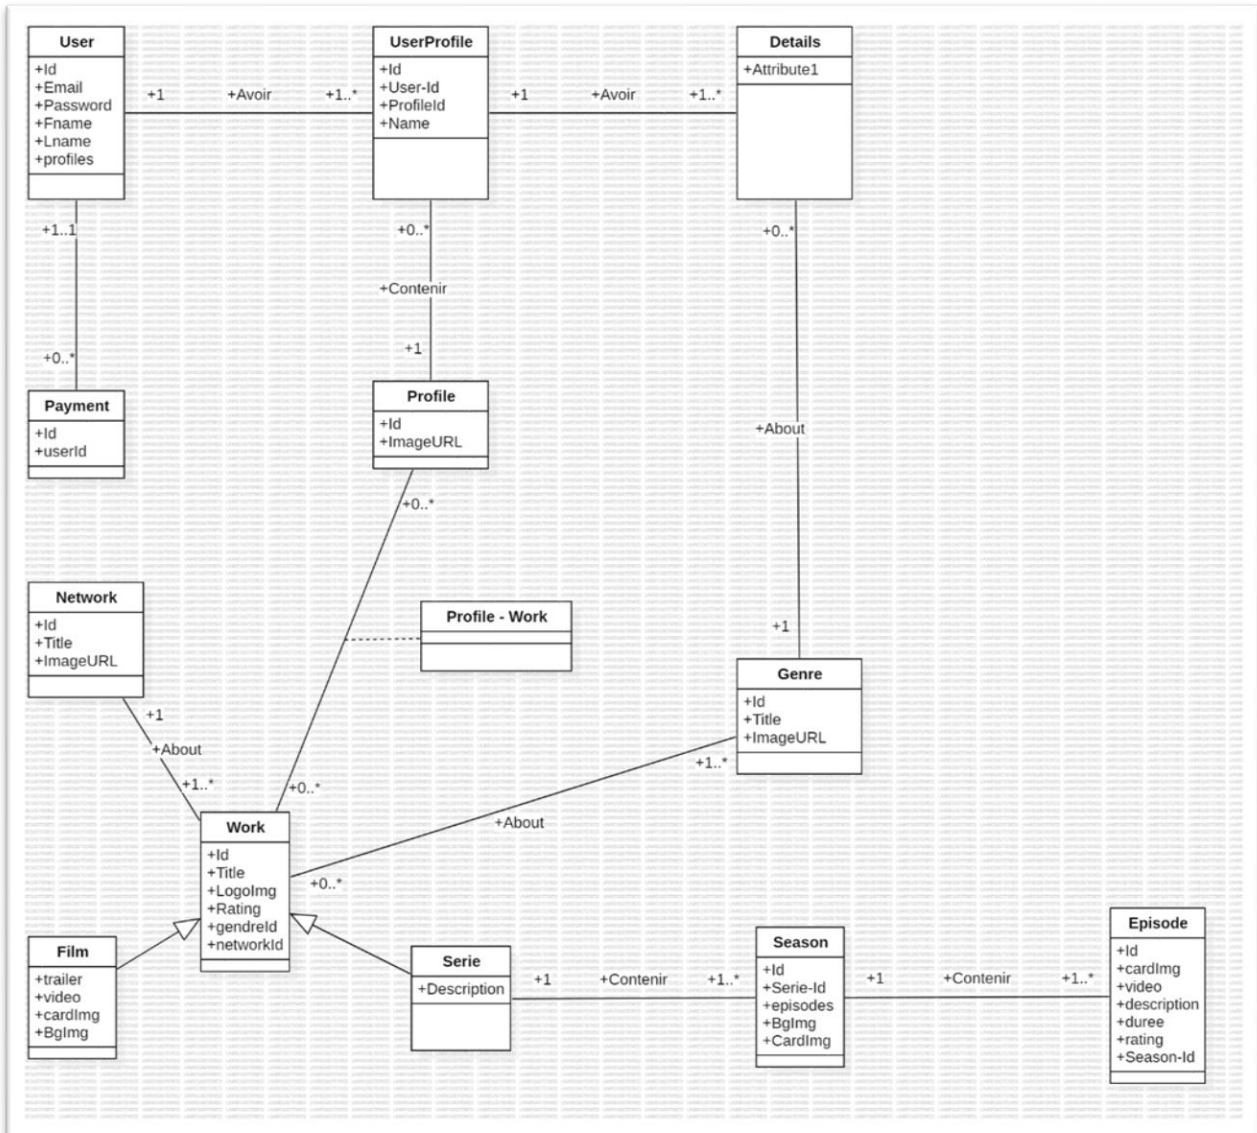 User
+Id
+Email
+Password
+Fname
+Lname
+profiles
+1
+Avoir
+1..*
UserProfile
+Id
+User-Id
+ProfileId
+Name
+1
+Avoir
+1..*
Details
+Attribute1
+1..1
+0..*
Payment
+Id
+userId
+0..*
+Contenir
+1
Profile
+Id
+ImageURL
+0..*
+About
+1
+0..*
Profile - Work
Network
+Id
+Title
+ImageURL
+1
+About
+1..*
+0..*
Genre
+Id
+Title
+ImageURL
+1..*
+About
+0..*
Work
+Id
+Title
+LogoImg
+Rating
+gendreId
+networkId
Film
+trailer
+video
+cardImg
+BgImg
Serie
+Description
+1
+Contenir
+1..*
Season
+Id
+Serie-Id
+episodes
+BgImg
+CardImg
+1
+Contenir
+1..*
Episode
+Id
+cardImg
+video
+description
+duree
+rating
+Season-Id